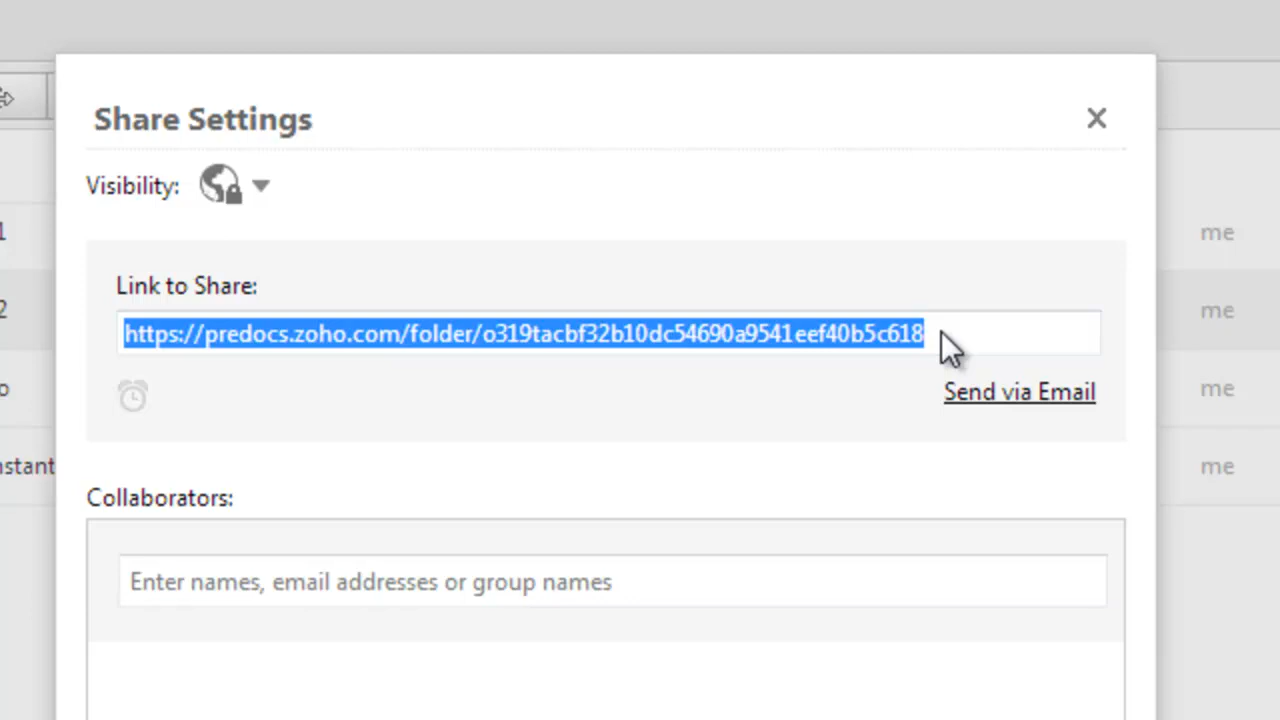 Share Settings
Visibility:
1
me
Link to Share:
2
me
https://predocs.zoho.com/folder/o319tacbf32b10dc54690a9541eef40b5c618
o
me
Send via Email
nstant
me
Collaborators:
Enter names, email addresses or group names